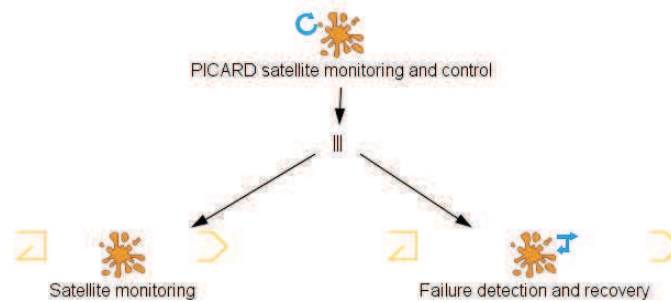 PICARD satellite monitoring and control
|||
Satellite monitoring
Failure detection and recovery